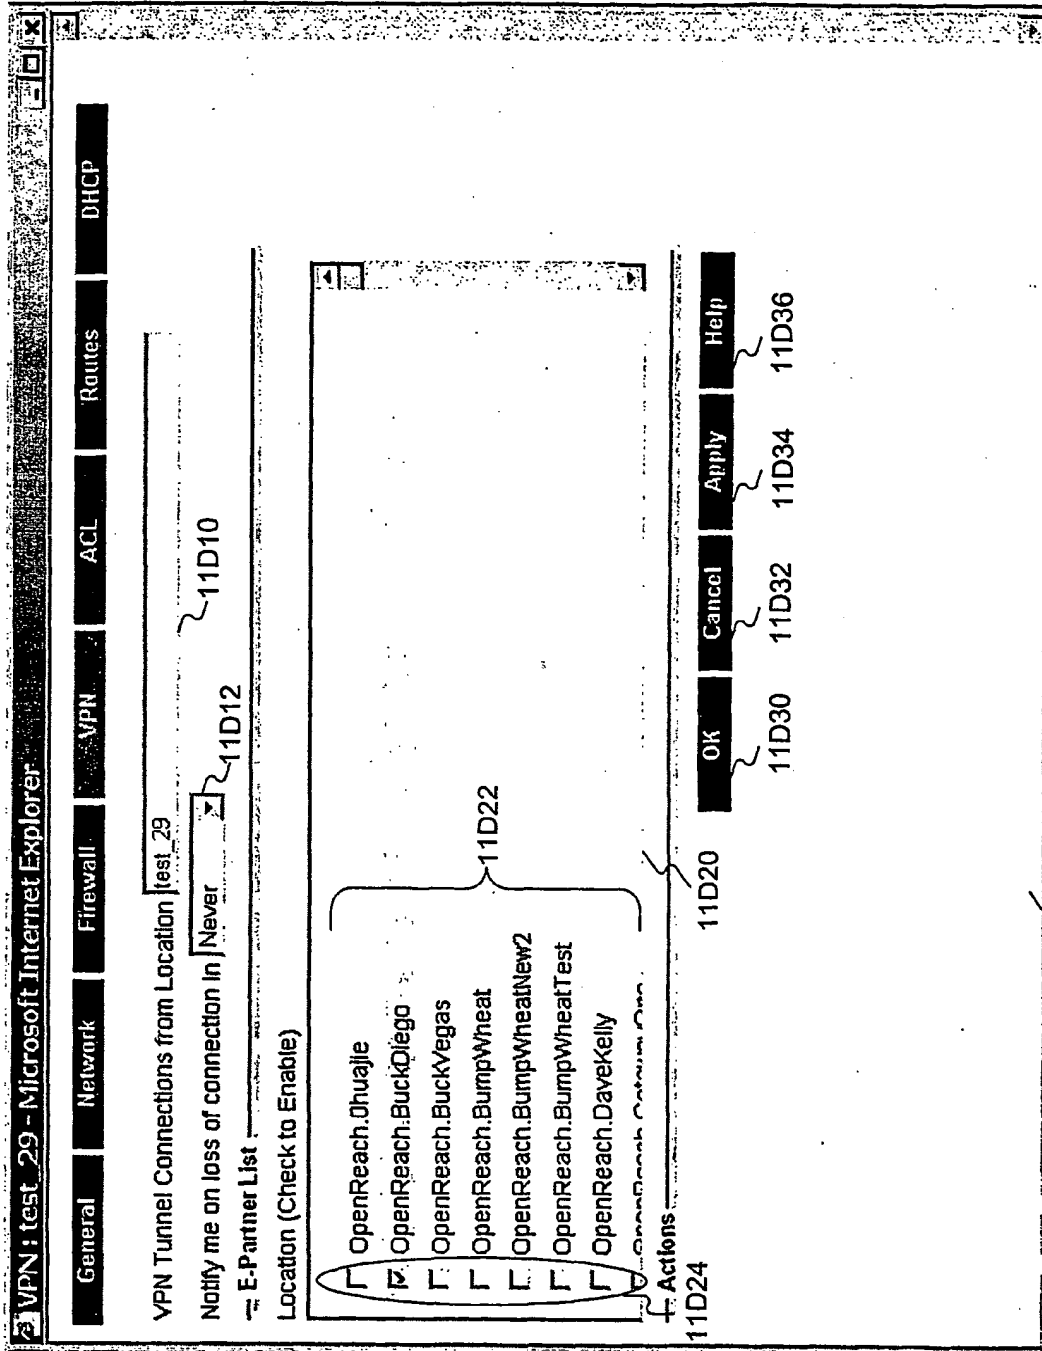 VPN : test_29 - Microsoft Internet Explorer
General Network Firewall VPN ACL Routes DHCP
VPN Tunnel Connections from Location test_29
11D10
Notify me on loss of connection in Never
11D12
E-Partner List
Location (Check to Enable)
11D22
OpenReach.0huajie
OpenReach.BuckDiego
OpenReach.BuckVegas
OpenReach.BumpWheat
OpenReach.BumpWheatNew2
OpenReach.BumpWheatTest
OpenReach.DaveKelly
Actions
11D24
11D20
OK Cancel Apply Help
11D30 11D32 11D34 11D36